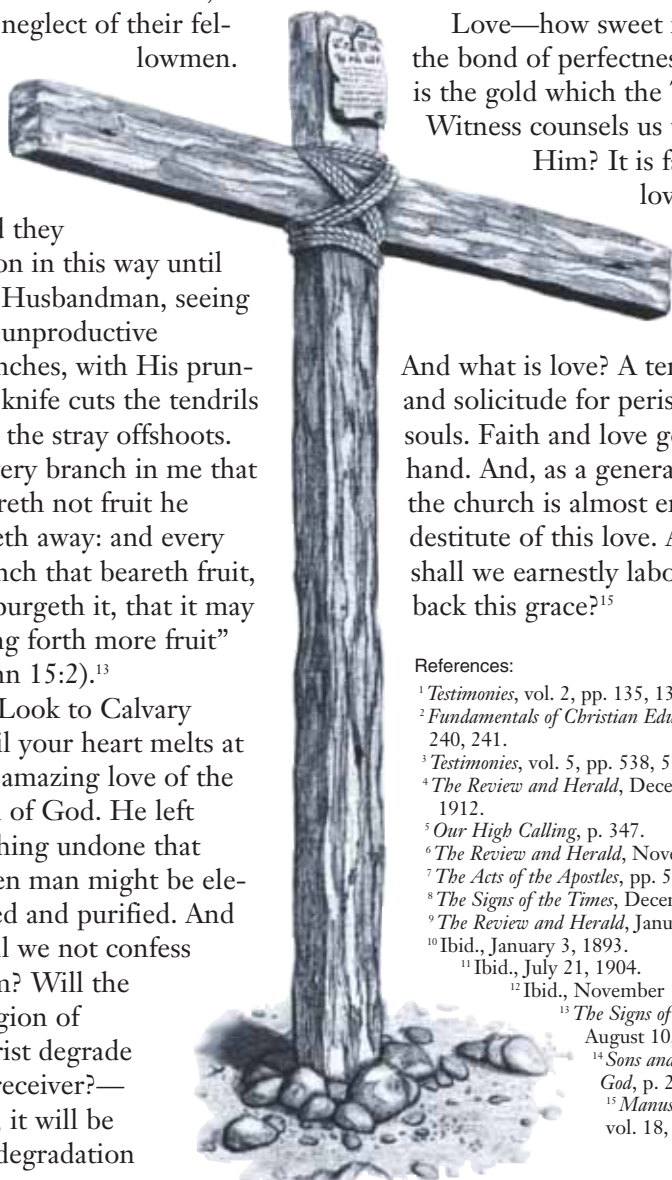 neglect of their fel-
lowmen.
d they
on in this way until
Husbandman, seeing
unproductive
nches, with His prun-
knife cuts the tendrils
the stray offshoots.
ery branch in me that
reth not fruit he
eth away: and every
nch that beareth fruit,
purgeth it, that it may
ng forth more fruit”
n 15:2).¹³
Look to Calvary
il your heart melts at
amazing love of the
of God. He left
hing undone that
en man might be ele-
ed and purified. And
ll we not confess
m? Will the
gion of
rist degrade
receiver?—
, it will be
degradation
Love—how sweet
the bond of perfectnes
is the gold which the
Witness counsels us
Him? It is f
lov
And what is love? A ter
and solicitude for peris
souls. Faith and love g
hand. And, as a genera
the church is almost e
destitute of this love. A
shall we earnestly labo
back this grace?¹⁵
References:
¹ Testimonies, vol. 2, pp. 135, 13
² Fundamentals of Christian Edu
240, 241.
³ Testimonies, vol. 5, pp. 538, 5
⁴ The Review and Herald, Dece
1912.
⁵ Our High Calling, p. 347.
⁶ The Review and Herald, Nov
⁷ The Acts of the Apostles, pp. 5
⁸ The Signs of the Times, Decen
⁹ The Review and Herald, Janu
¹⁰ Ibid., January 3, 1893.
¹¹ Ibid., July 21, 1904.
¹² Ibid., November
¹³ The Signs of
August 10
¹⁴ Sons and
God, p. 2
¹⁵ Manus
vol. 18,